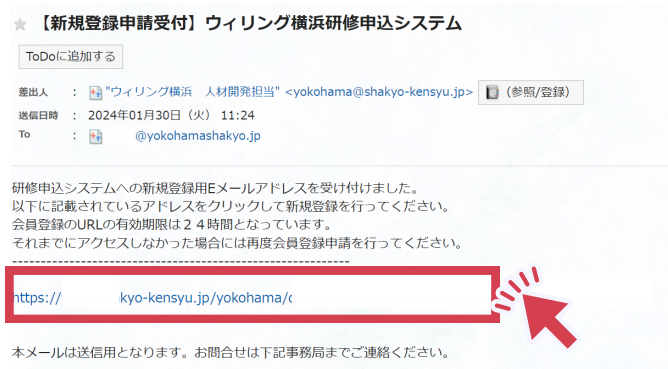 【新規登録申請受付】ウィリング横浜研修申込システム
ToDoに追加する
差出人 : "ウィリング横浜 人材開発担当" <yokohama@shakyo-kensyu.jp> (参照/登録)
送信日時 : 2024年01月30日（火） 11:24
To : @yokohamashakyo.jp
研修申込システムへの新規登録用Eメールアドレスを受け付けました。
以下に記載されているアドレスをクリックして新規登録を行ってください。
会員登録のURLの有効期限は２４時間となっています。
それまでにアクセスしなかった場合には再度会員登録申請を行ってください。
------------------------------------------------------------
https:// kyo-kensyu.jp/yokohama/
本メールは送信用となります。お問合せは下記事務局までご連絡ください。